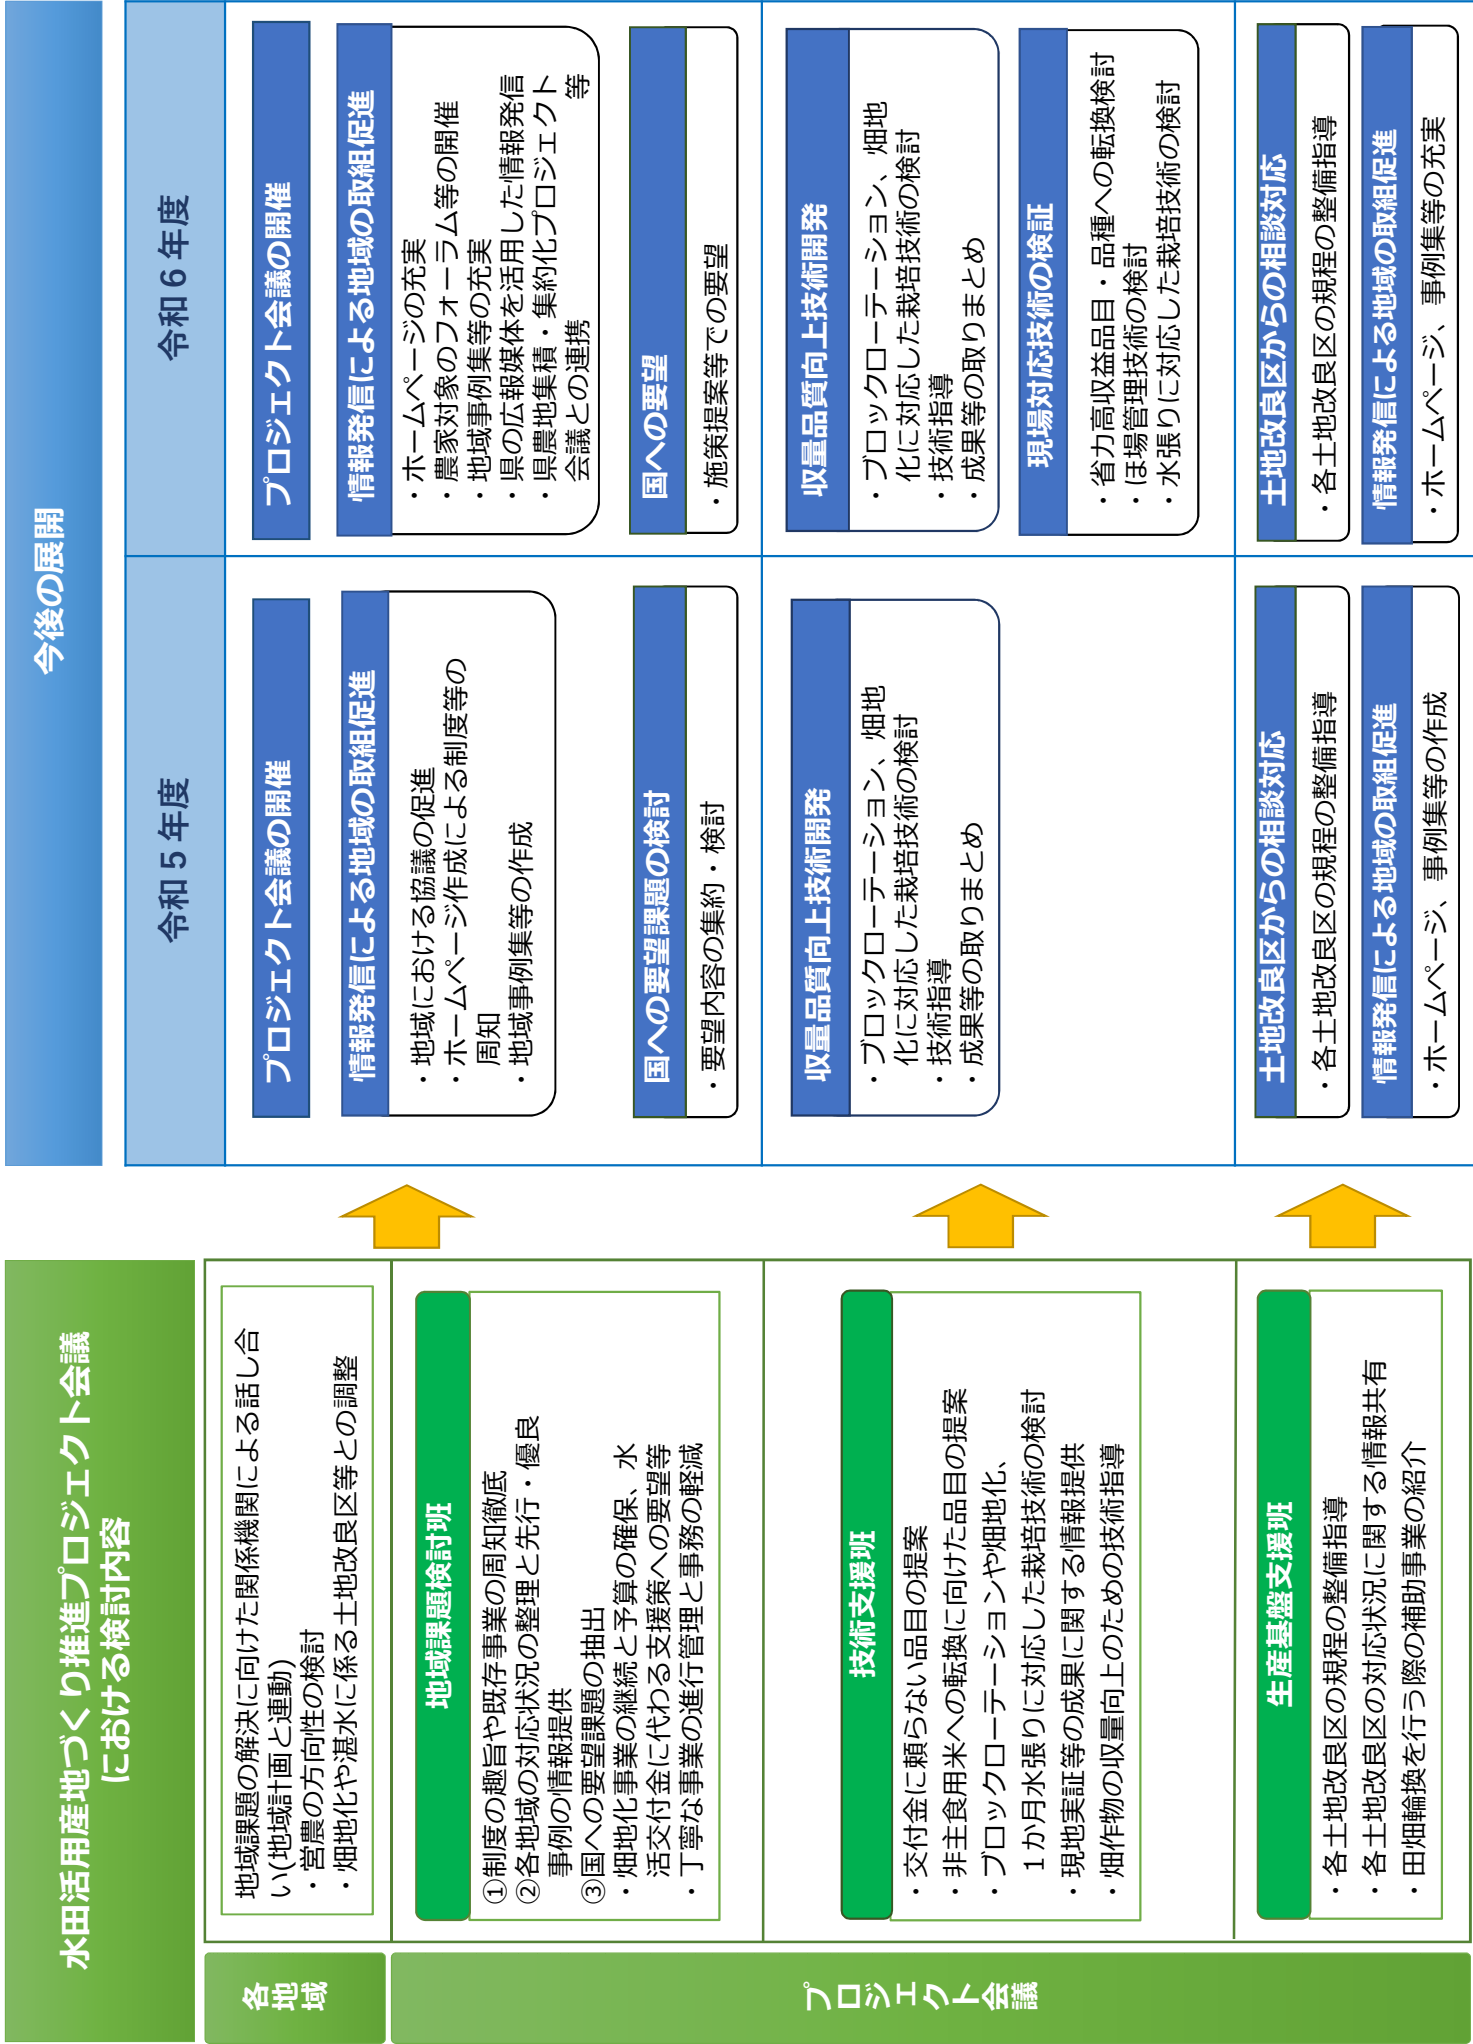 水田活用産地づくり推進プロジェクト会議
における検討内容
今後の展開
令和５年度
令和６年度
各地域
地域課題の解決に向けた関係機関による話し合
い(地域計画と連動)
・営農の方向性の検討
・畑地化や湛水に係る土地改良区等との調整
プロジェクト会議
地域課題検討班
①制度の趣旨や既存事業の周知徹底
②各地域の対応状況の整理と先行・優良
事例の情報提供
③国への要望課題の抽出
・畑地化事業の継続と予算の確保、水
活交付金に代わる支援策への要望等
・丁寧な事業の進行管理と事務の軽減
プロジェクト会議の開催
情報発信による地域の取組促進
・地域における協議の促進
・ホームページ作成による制度等の
周知
・地域事例集等の作成
国への要望課題の検討
・要望内容の集約・検討
プロジェクト会議の開催
情報発信による地域の取組促進
・ホームページの充実
・農家対象のフォーラム等の開催
・地域事例集等の充実
・県の広報媒体を活用した情報発信
・県農地集積・集約化プロジェクト
会議との連携　等
国への要望
・施策提案等での要望
技術支援班
・交付金に頼らない品目の提案
・非主食用米への転換に向けた品目の提案
・ブロックローテーションや畑地化、
１か月水張りに対応した栽培技術の検討
・現地実証等の成果に関する情報提供
・畑作物の収量向上のための技術指導
収量品質向上技術開発
・ブロックローテーション、畑地
化に対応した栽培技術の検討
・技術指導
・成果等の取りまとめ
収量品質向上技術開発
・ブロックローテーション、畑地
化に対応した栽培技術の検討
・技術指導
・成果等の取りまとめ
現場対応技術の検証
・省力高収益品目・品種への転換検討
・ほ場管理技術の検討
・水張りに対応した栽培技術の検討
生産基盤支援班
・各土地改良区の規程の整備指導
・各土地改良区の対応状況に関する情報共有
・田畑輪換を行う際の補助事業の紹介
土地改良区からの相談対応
・各土地改良区の規程の整備指導
情報発信による地域の取組促進
・ホームページ、事例集等の作成
土地改良区からの相談対応
・各土地改良区の規程の整備指導
情報発信による地域の取組促進
・ホームページ、事例集等の充実